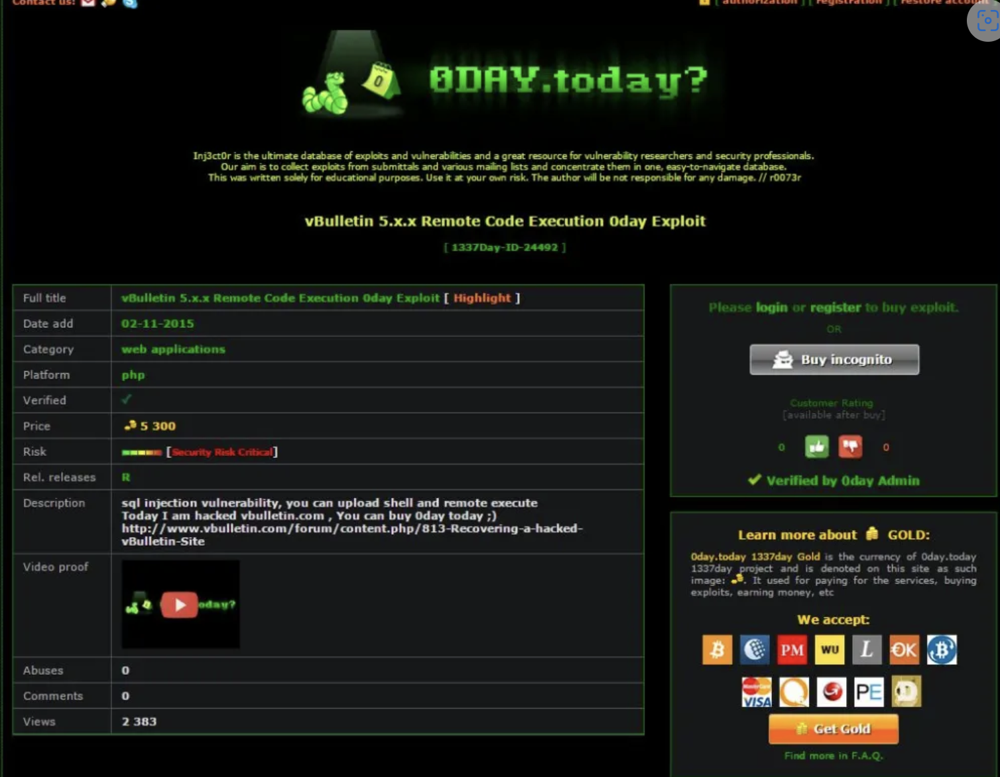 Contact us:
[ authorization ] [ registration ] [ restore account
0
0DAY.today?
Inj3ct0r is the ultimate database of exploits and vulnerabilities and a great resource for vulnerability researchers and security professionals.
Our aim is to collect exploits from submittals and various mailing lists and concentrate them in one, easy-to-navigate database.
This was written solely for educational purposes. Use it at your own risk. The author will be not responsible for any damage. // r0073r
vBulletin 5.x.x Remote Code Execution 0day Exploit
[ 1337Day-ID-24492 ]
Full title vBulletin 5.x.x Remote Code Execution 0day Exploit [ Highlight ]
Date add 02-11-2015
Category web applications
Platform php
Verified
Price 5 300
Risk [Security Risk Critical]
Rel. releases R
Description sql injection vulnerability, you can upload shell and remote execute
Today I am hacked vbulletin.com , You can buy 0day today ;)
http://www.vbulletin.com/forum/content.php/813-Recovering-a-hacked-
vBulletin-Site
Video proof
oday?
Abuses 0
Comments 0
Views 2 383
Please login or register to buy exploit.
OR
Buy incognito
Customer Rating
[available after buy]
0 0
Verified by 0day Admin
Learn more about GOLD:
0day.today 1337day Gold is the currency of 0day.today
1337day project and is denoted on this site as such
image: . It used for paying for the services, buying
exploits, earning money, etc
We accept:
PM WU L OK
MasterCard
VISA
PE
Get Gold
Find more in F.A.Q.